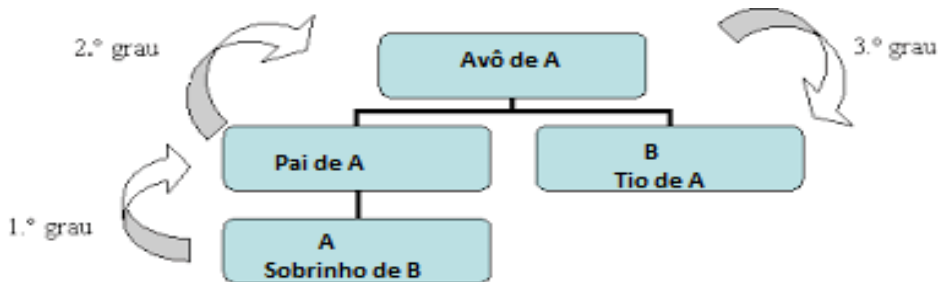 2.º grau
Avô de A
3.º grau
Pai de A
B
Tio de A
1.º grau
A
Sobrinho de B